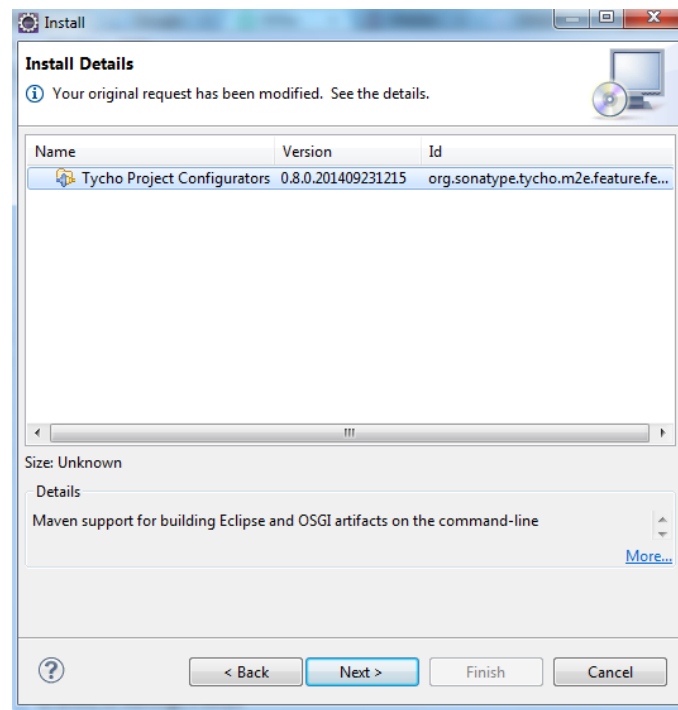 Install
Install Details
Your original request has been modified. See the details.
Name Version Id
Tycho Project Configurators 0.8.0.201409231215 org.sonatype.tycho.m2e.feature.fe...
Size: Unknown
Details
Maven support for building Eclipse and OSGI artifacts on the command-line
More...
< Back Next > Finish Cancel